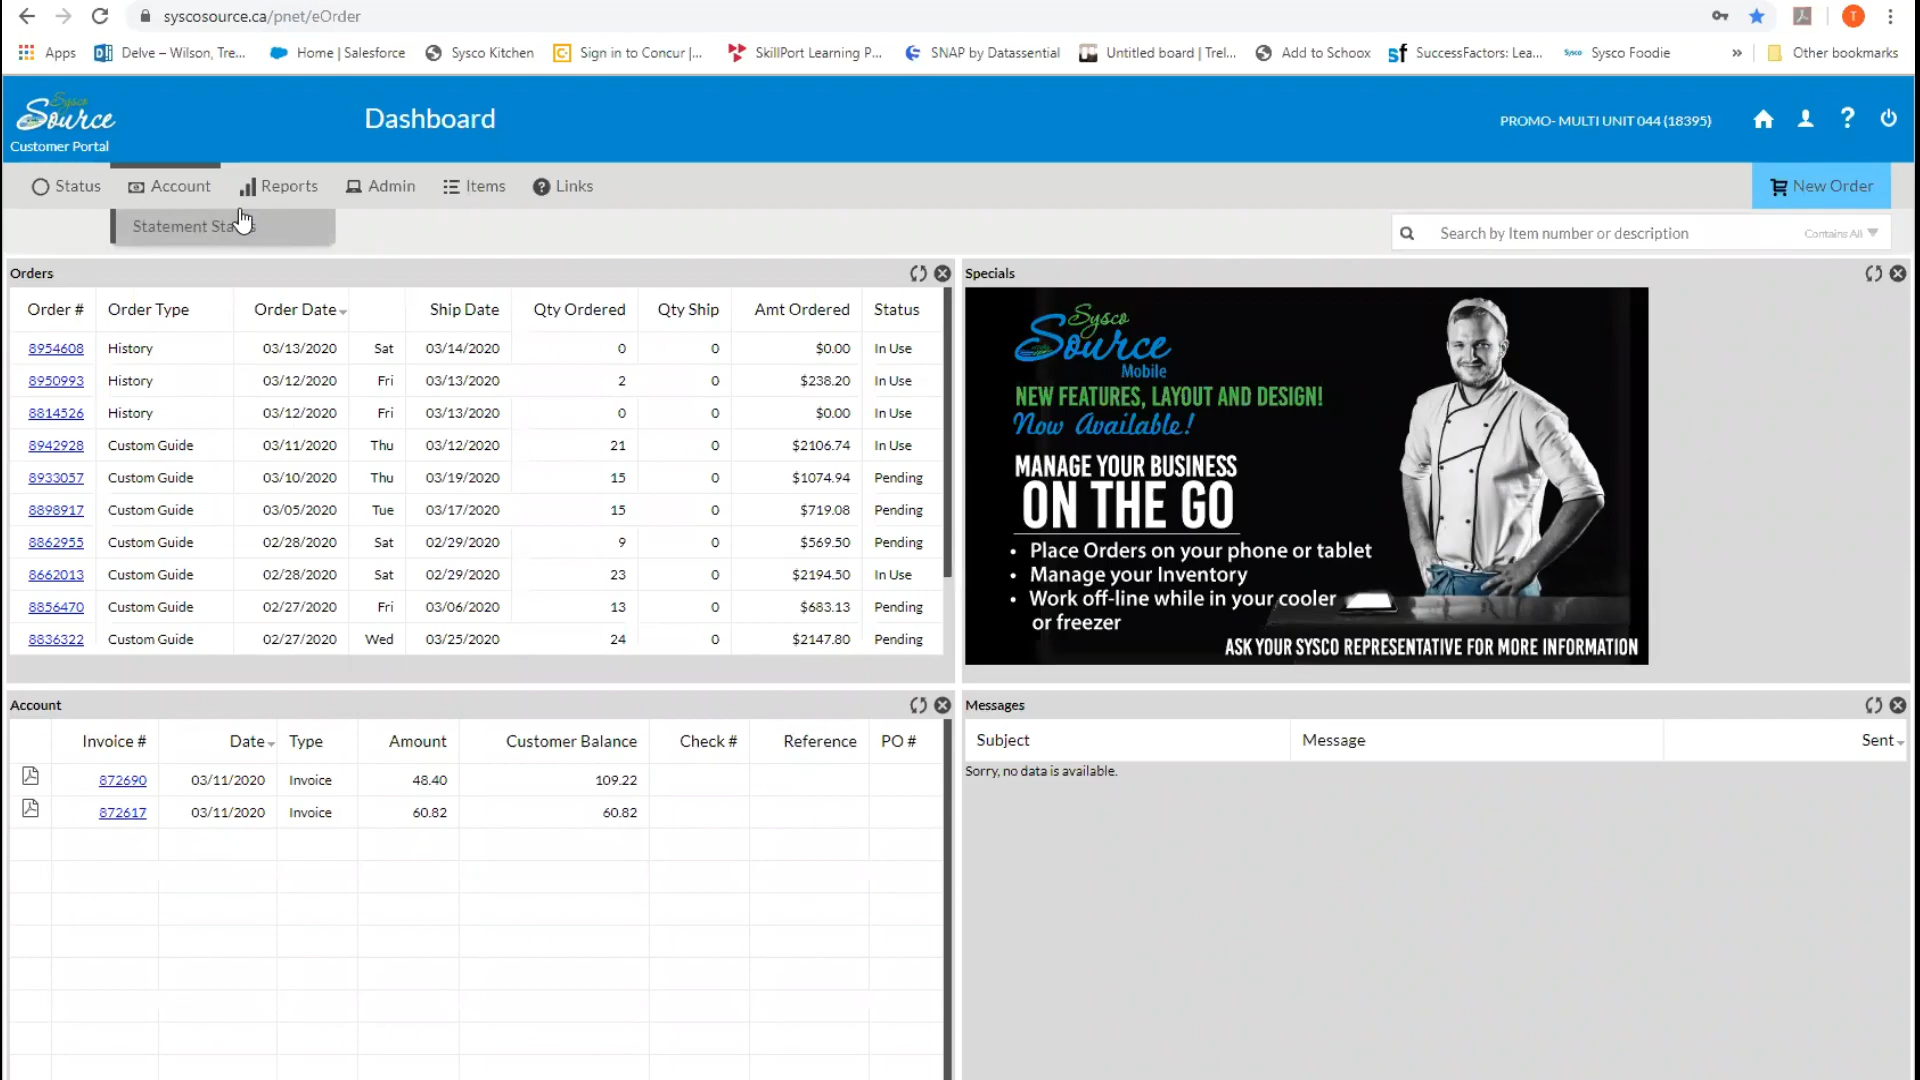 syscosource.ca/pnet/eOrder
T
Apps Delve – Wilson, Tre... Home | Salesforce Sysco Kitchen Sign in to Concur |... SkillPort Learning P... SNAP by Datassential Untitled board | Trel... Add to Schoox SuccessFactors: Lea... Sysco Foodie » Other bookmarks
Sysco
Source
Customer Portal
Dashboard
PROMO- MULTI UNIT 044 (18395)
Status Account Reports Admin Items Links New Order
Statement
Search by Item number or description Contains All
Orders
Order # Order Type Order Date Ship Date Qty Ordered Qty Ship Amt Ordered Status
8954608 History 03/13/2020 Sat 03/14/2020 0 0 $0.00 In Use
8950993 History 03/12/2020 Fri 03/13/2020 2 0 $238.20 In Use
8814526 History 03/12/2020 Fri 03/13/2020 0 0 $0.00 In Use
8942928 Custom Guide 03/11/2020 Thu 03/12/2020 21 0 $2106.74 In Use
8933057 Custom Guide 03/10/2020 Thu 03/19/2020 15 0 $1074.94 Pending
8898917 Custom Guide 03/05/2020 Tue 03/17/2020 15 0 $719.08 Pending
8862955 Custom Guide 02/28/2020 Sat 02/29/2020 9 0 $569.50 Pending
8662013 Custom Guide 02/28/2020 Sat 02/29/2020 23 0 $2194.50 In Use
8856470 Custom Guide 02/27/2020 Fri 03/06/2020 13 0 $683.13 Pending
8836322 Custom Guide 02/27/2020 Wed 03/25/2020 24 0 $2147.80 Pending
Specials
Sysco
Source
Mobile
NEW FEATURES, LAYOUT AND DESIGN!
Now Available!
MANAGE YOUR BUSINESS
ON THE GO
• Place Orders on your phone or tablet
• Manage your Inventory
• Work off-line while in your cooler
or freezer
ASK YOUR SYSCO REPRESENTATIVE FOR MORE INFORMATION
Account
Invoice # Date Type Amount Customer Balance Check # Reference PO #
872690 03/11/2020 Invoice 48.40 109.22
872617 03/11/2020 Invoice 60.82 60.82
Messages
Subject Message Sent
Sorry, no data is available.